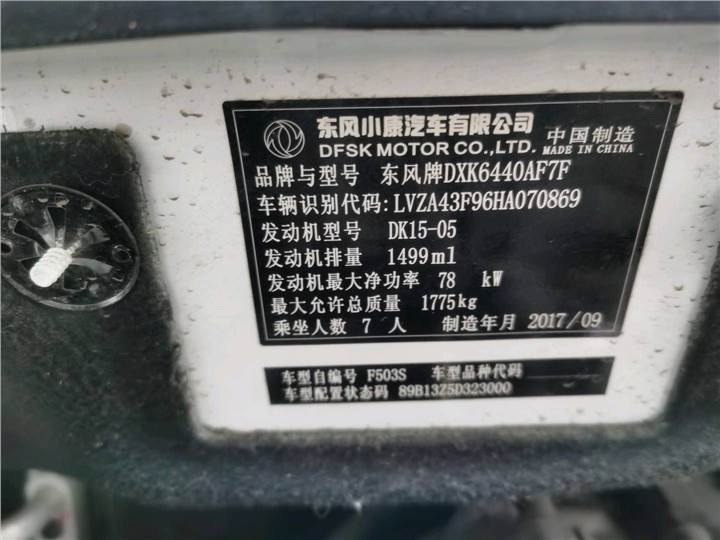 东风小康汽车有限公司 中国制造
DFSK MOTOR CO.,LTD. MADE IN CHINA
品牌与型号 东风牌DXK6440AF7F
车辆识别代码:LVZA43F96HA070869
发动机型号 DK15-05
发动机排量 1499ml
发动机最大净功率 78 kW
最大允许总质量 1775kg
乘坐人数 7 人 制造年月 2017/09
车型自编号 F503S 车型品种代码
车型配置状态码 89B13Z5D323000